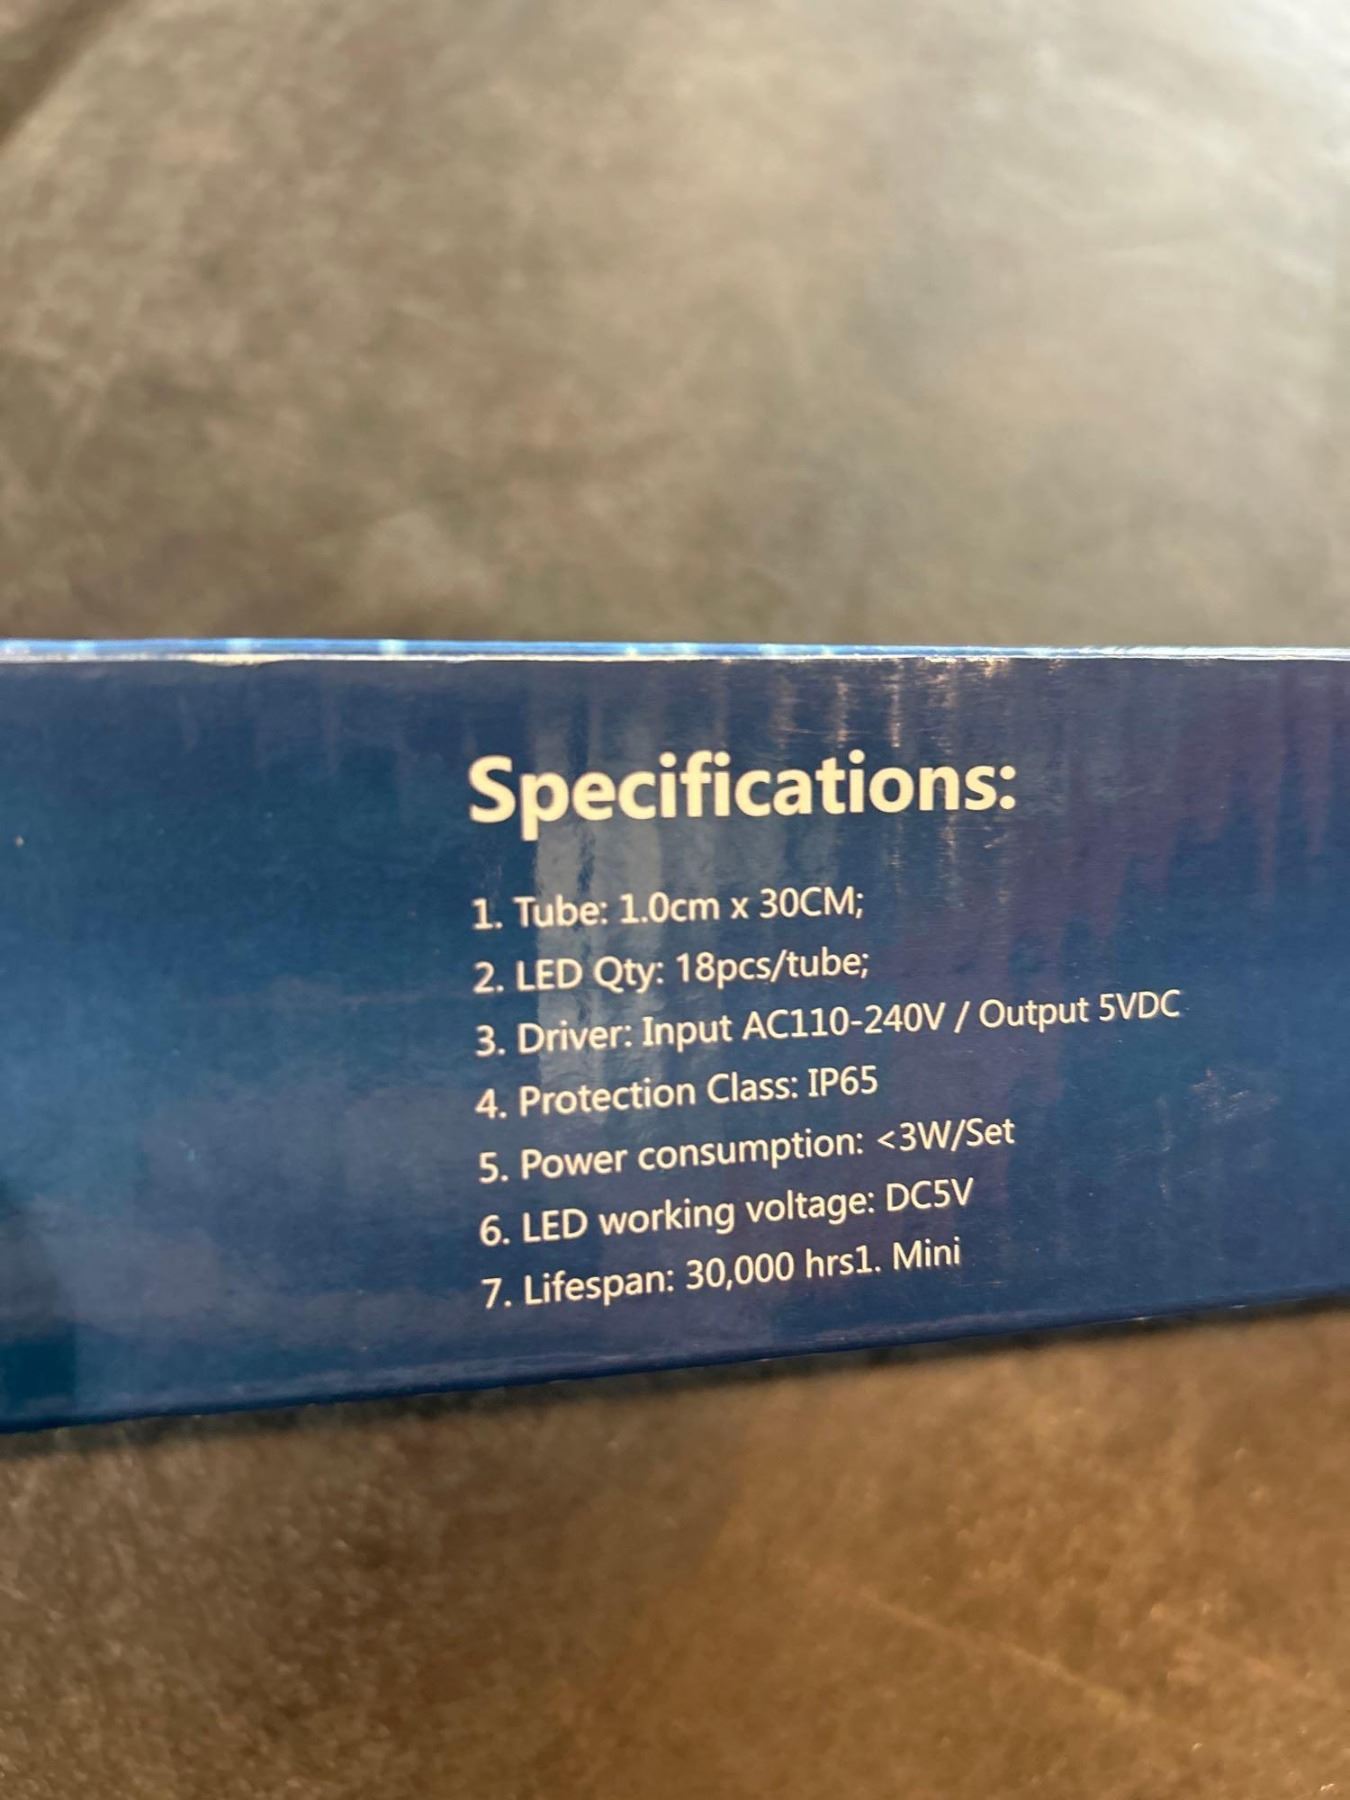 Specifications:
1. Tube: 1.0cm x 30CM;
2. LED Qty: 18pcs/tube;
3. Driver: Input AC110-240V / Output 5VDC
4. Protection Class: IP65
5. Power consumption: <3W/Set
6. LED working voltage: DC5V
7. Lifespan: 30,000 hrs1. Mini